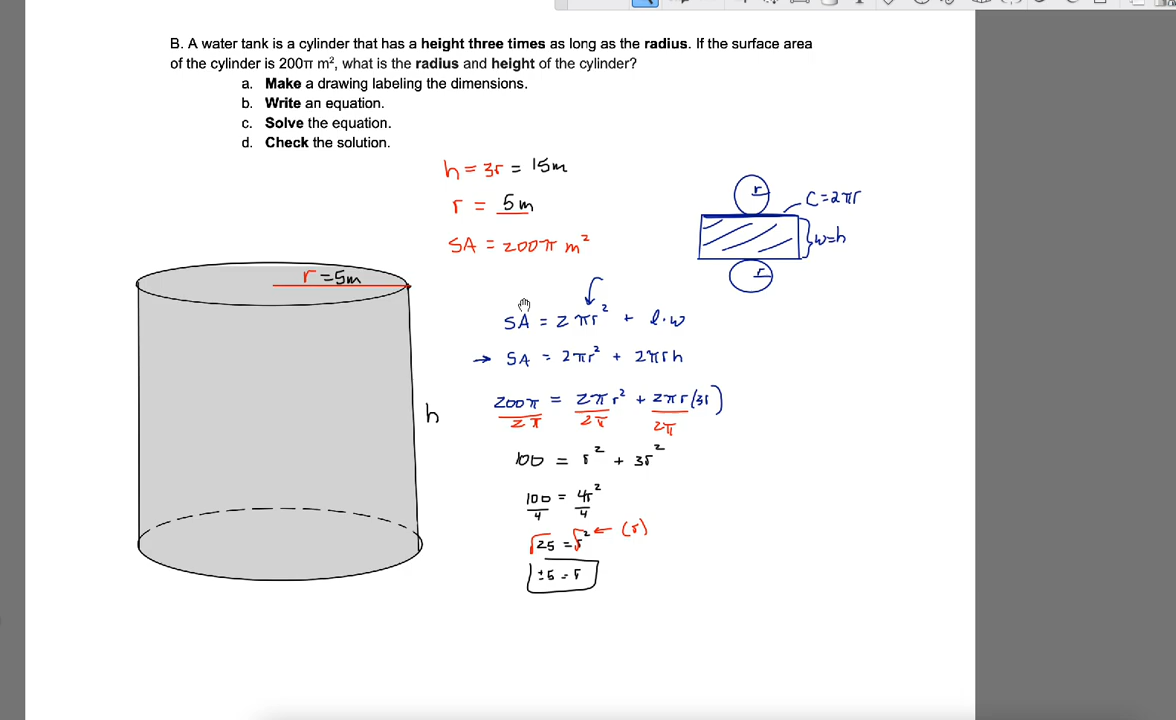 B. A water tank is a cylinder that has a height three times as long as the radius. If the surface area
of the cylinder is 200π m², what is the radius and height of the cylinder?
a. Make a drawing labeling the dimensions.
b. Write an equation.
c. Solve the equation.
d. Check the solution.
h = 3r = 15m
r = 5m
SA = 200π m²
r
C = 2πr
w=h
r
r = 5m
h
SA = 2πr² + l·w
→ SA = 2πr² + 2πrh
200π = 2πr² + 2πr(3r)
2π 2π 2π
100 = r² + 3r²
100 = 4r²
4 4
√25 = √r² ← (r)
±5 = r